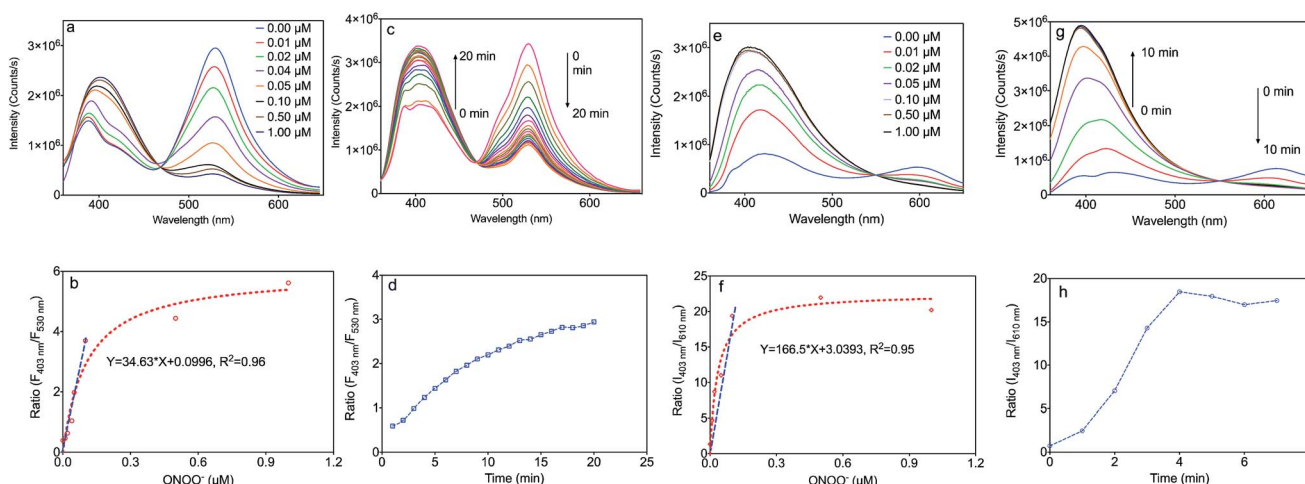 a
0.00 µM
0.01 µM
0.02 µM
0.04 µM
0.05 µM
0.10 µM
0.50 µM
1.00 µM
3×10⁶
2×10⁶
1×10⁶
0
400 500 600
Intensity (Counts/s)
Wavelength (nm)
c
20 min
0 min
0
min
20 min
4×10⁶
3×10⁶
2×10⁶
1×10⁶
0
400 500 600
Intensity (Counts/s)
Wavelength (nm)
e
0.00 µM
0.01 µM
0.02 µM
0.05 µM
0.10 µM
0.50 µM
1.00 µM
3×10⁶
2×10⁶
1×10⁶
0
400 500 600
Intensity (Counts/s)
Wavelength (nm)
g
10 min
0 min
0 min
10 min
5×10⁶
4×10⁶
3×10⁶
2×10⁶
1×10⁶
0
400 500 600
Intensity (Counts/s)
Wavelength (nm)
b
Y=34.63*X+0.0996, R²=0.96
6
4
2
0
0.0 0.3 0.6 0.9 1.2
Ratio (F403 nm/F530 nm)
ONOO⁻ (µM)
d
4
3
2
1
0
0 5 10 15 20 25
Ratio (F403 nm/F530 nm)
Time (min)
f
Y=166.5*X+3.0393, R²=0.95
25
20
15
10
5
0
0.0 0.3 0.6 0.9 1.2
Ratio (I403 nm/I610 nm)
ONOO⁻ (µM)
h
20
15
10
5
0
0 2 4 6
Ratio (I403 nm/I610 nm)
Time (min)